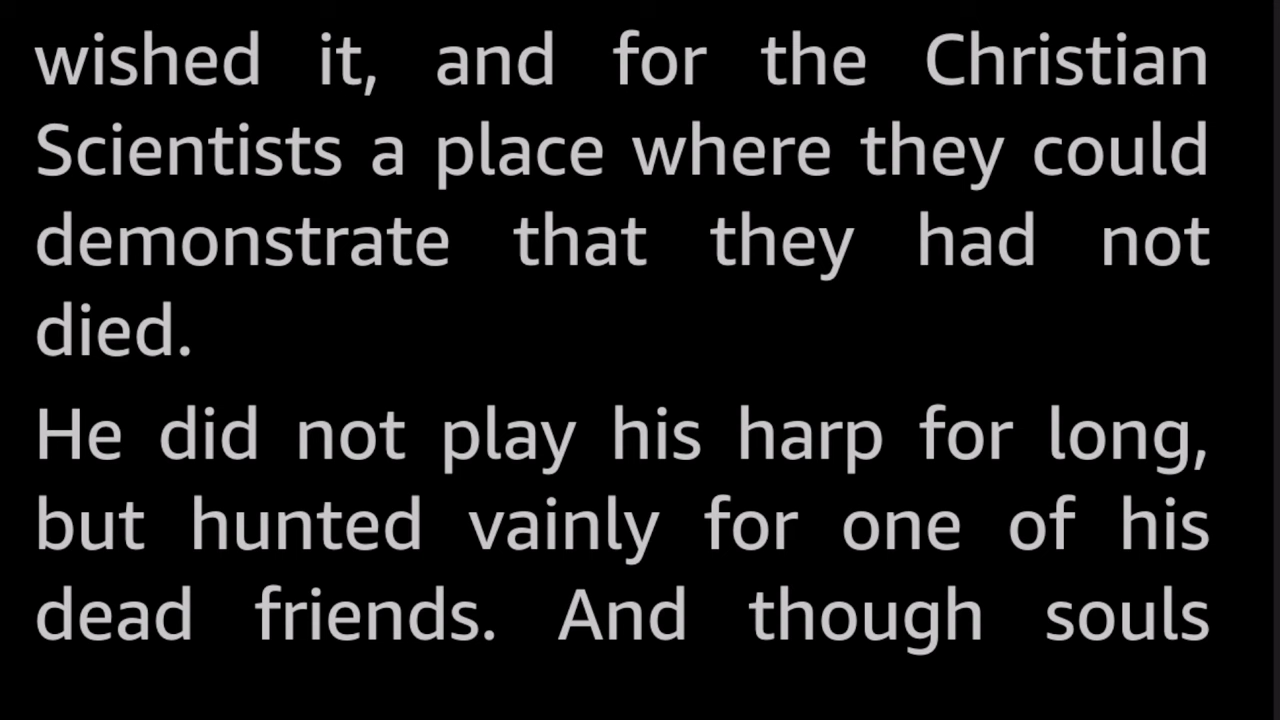 wished it, and for the Christian
Scientists a place where they could
demonstrate that they had not
died.
He did not play his harp for long,
but hunted vainly for one of his
dead friends. And though souls